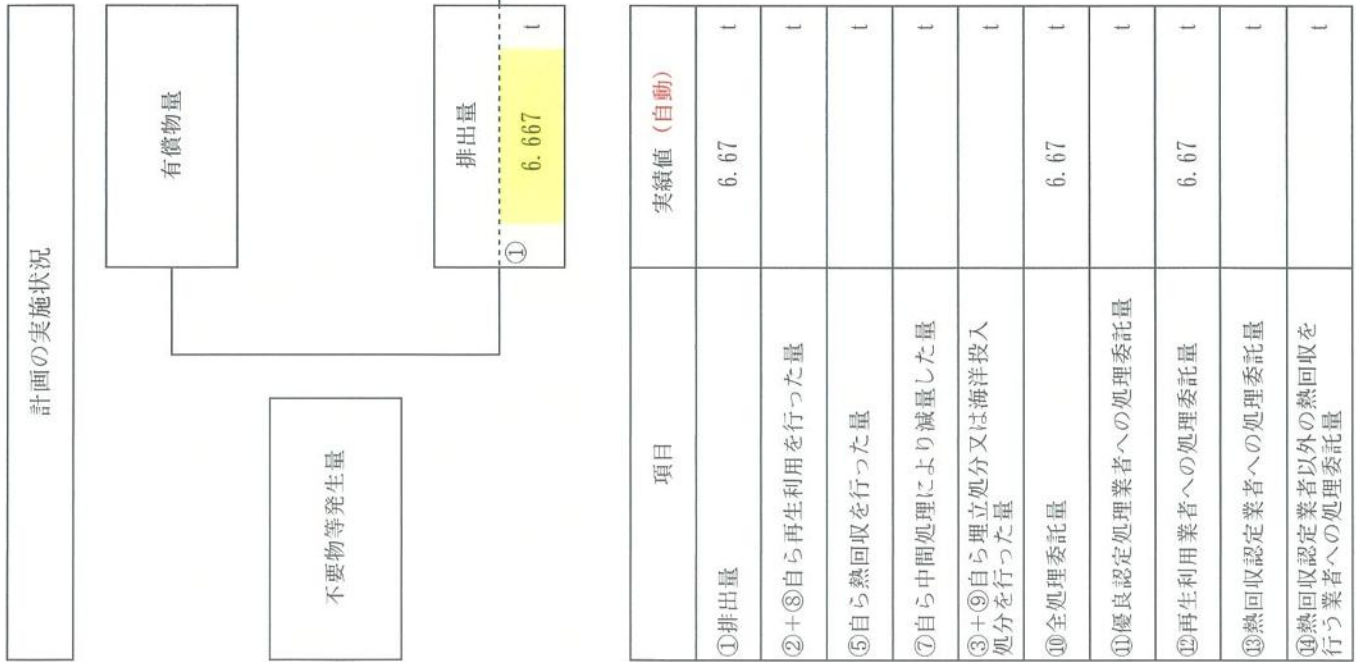 計画の実施状況
有償物量
不要物等発生量
排出量
① 6.667 t
項目 実績値（自動）
①排出量 6.67 t
②+⑧自ら再生利用を行った量 t
⑤自ら熱回収を行った量 t
⑦自ら中間処理により減量した量 t
③+⑨自ら埋立処分又は海洋投入
処分を行った量 t
⑩全処理委託量 6.67 t
⑪優良認定処理業者への処理委託量 t
⑫再生利用業者への処理委託量 6.67 t
⑬熱回収認定業者への処理委託量 t
⑭熱回収認定業者以外の熱回収を
行う業者への処理委託量 t